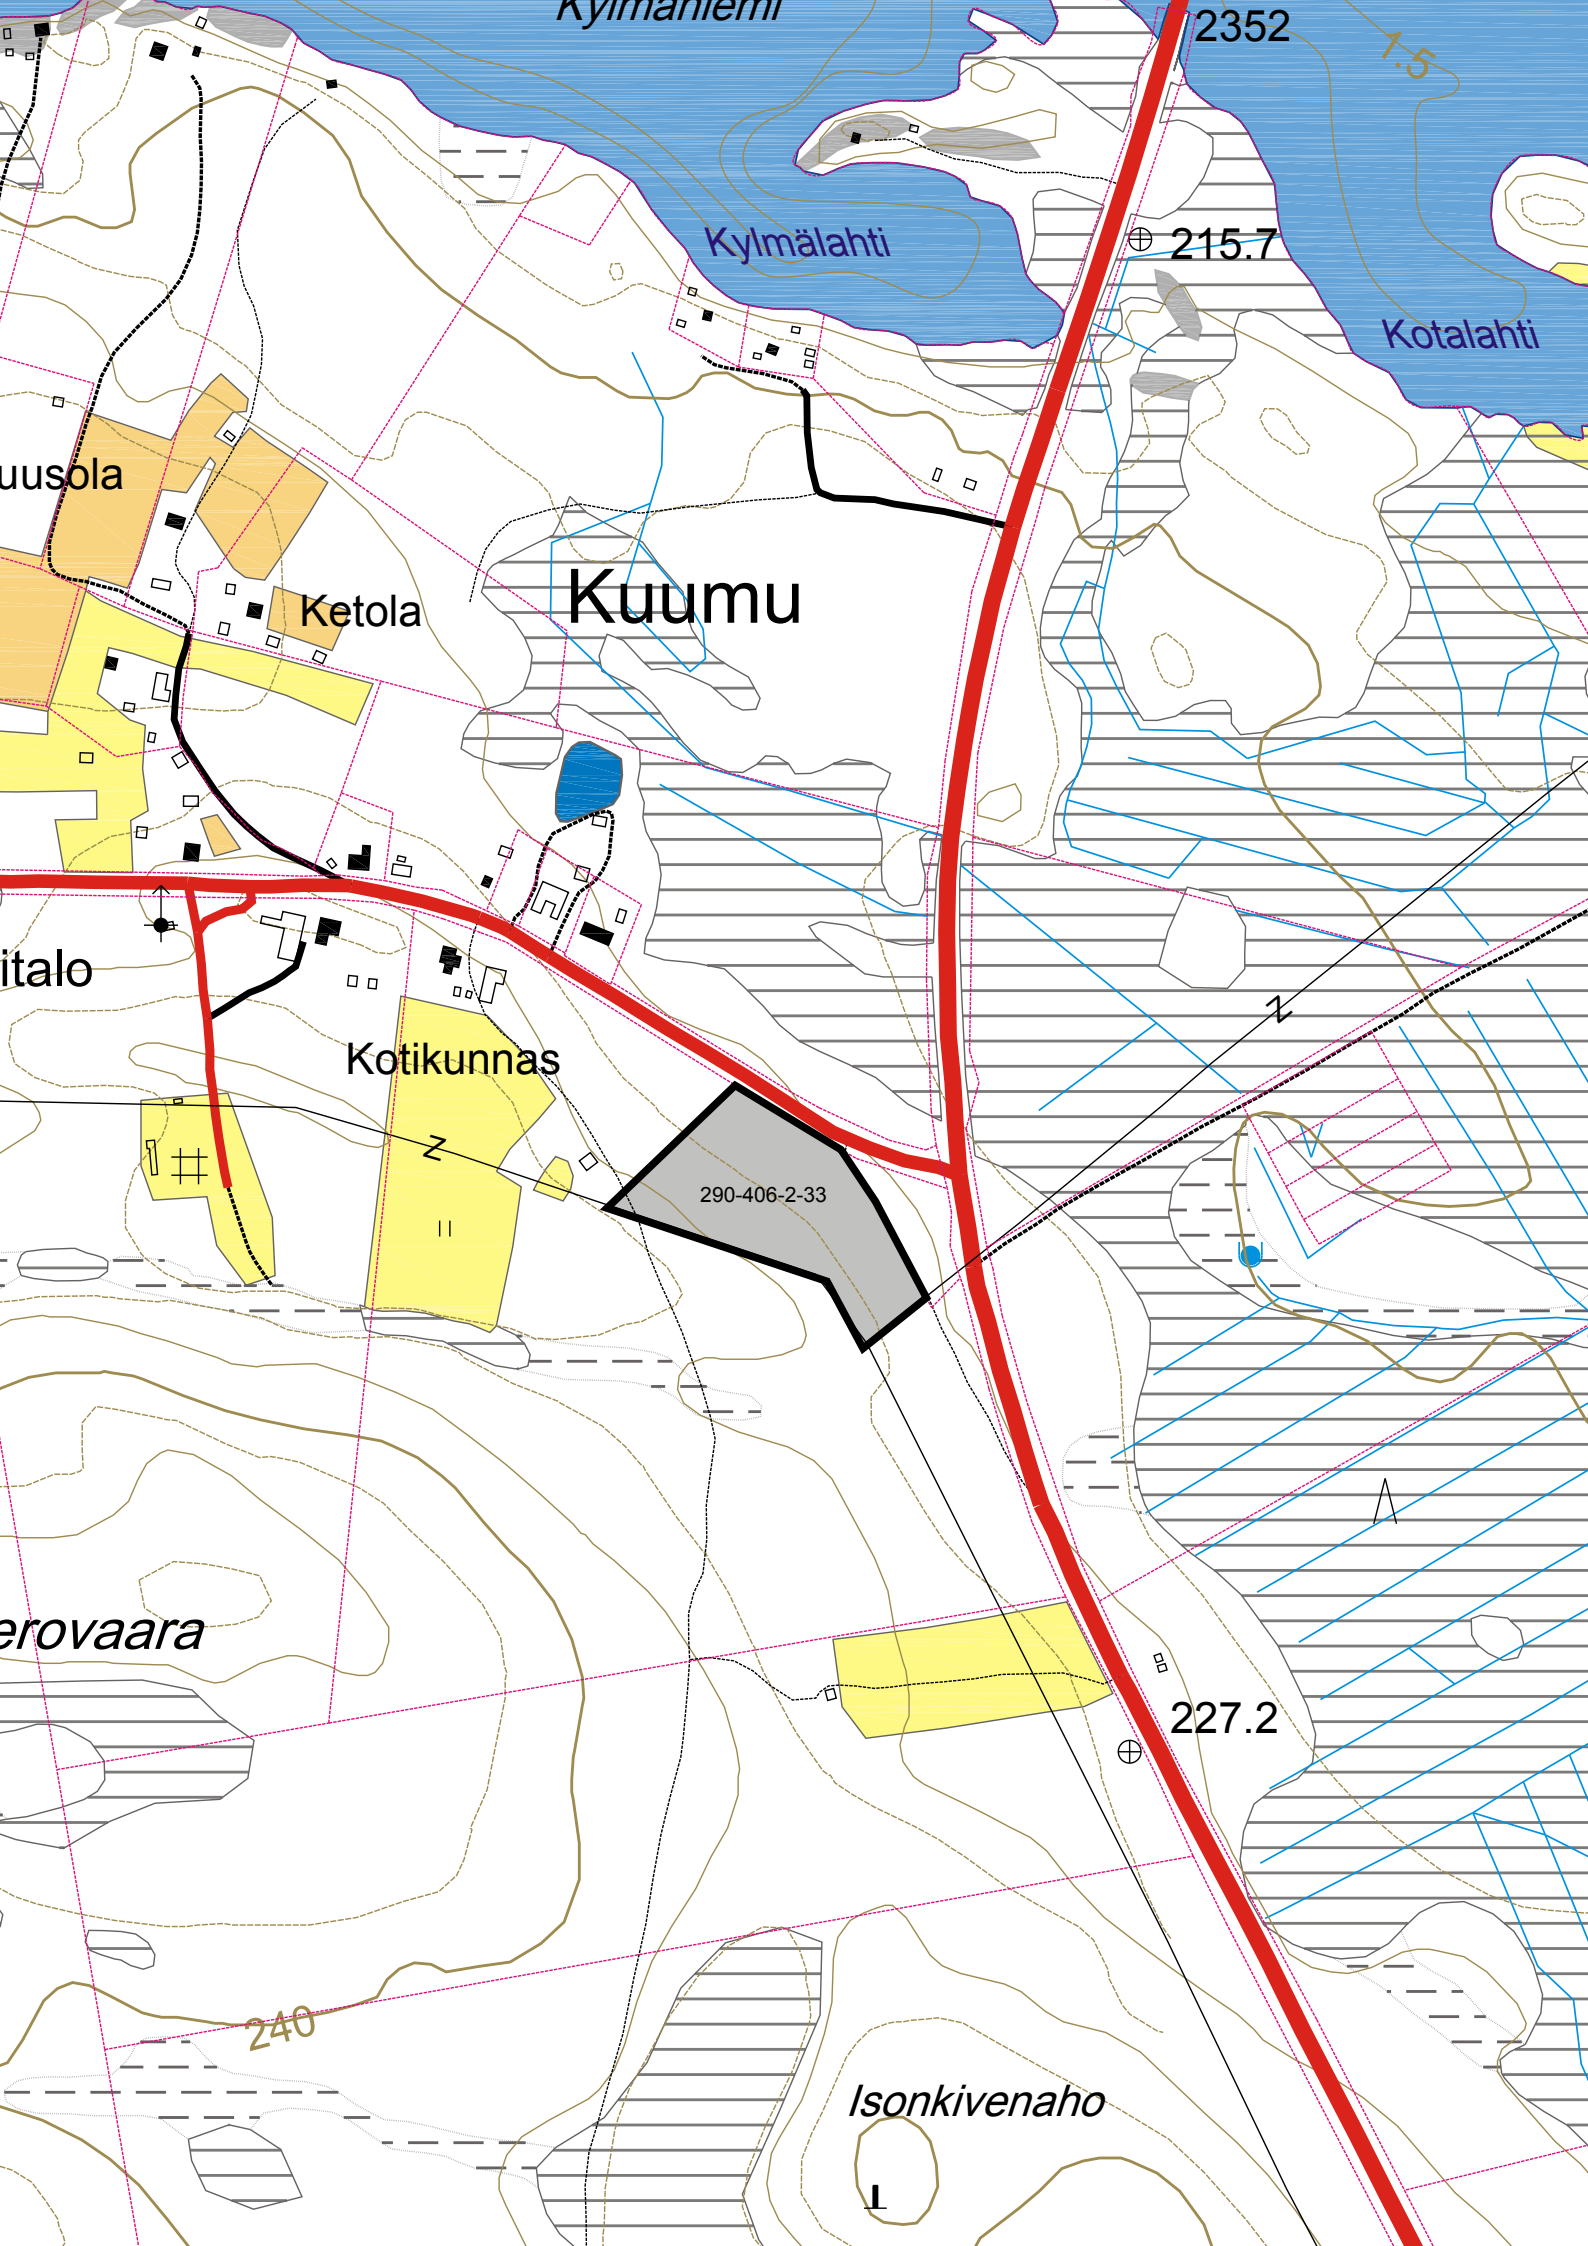 Kylmäniemi
2352
1.5
Kylmälahti
215.7
Kotalahti
uusola
Kuumu
Ketola
italo
Kotikunnas
290-406-2-33
erovaara
227.2
240
Isonkivenaho